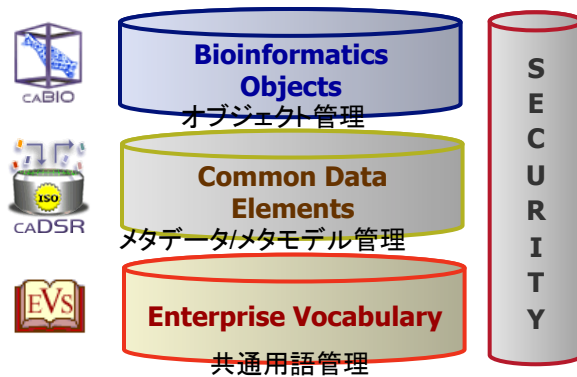 caBIO
Bioinformatics
Objects
オブジェクト管理
ISO
caDSR
Common Data
Elements
メタデータ/メタモデル管理
EVS
Enterprise Vocabulary
共通用語管理
SECURITY